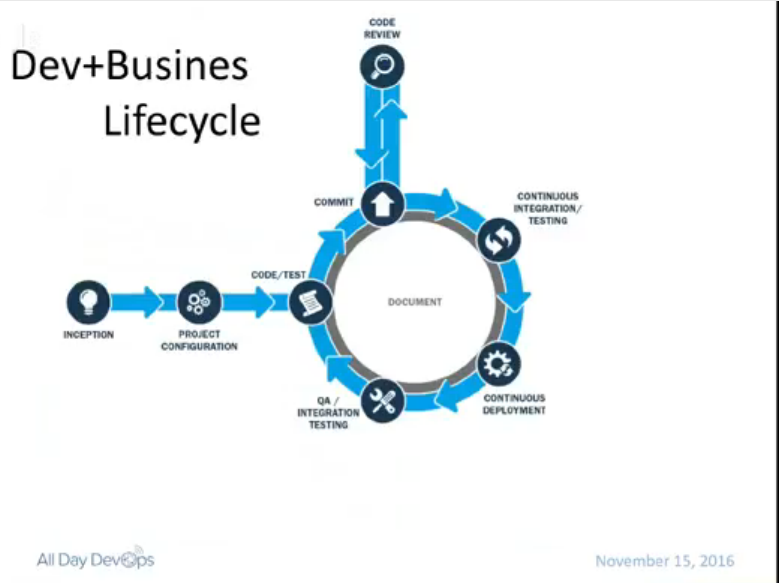 Dev+Busines
Lifecycle
CODE
REVIEW
COMMIT
CONTINUOUS
INTEGRATION/
TESTING
CODE/TEST
DOCUMENT
INCEPTION
PROJECT
CONFIGURATION
QA /
INTEGRATION
TESTING
CONTINUOUS
DEPLOYMENT
All Day DevOps
November 15, 2016